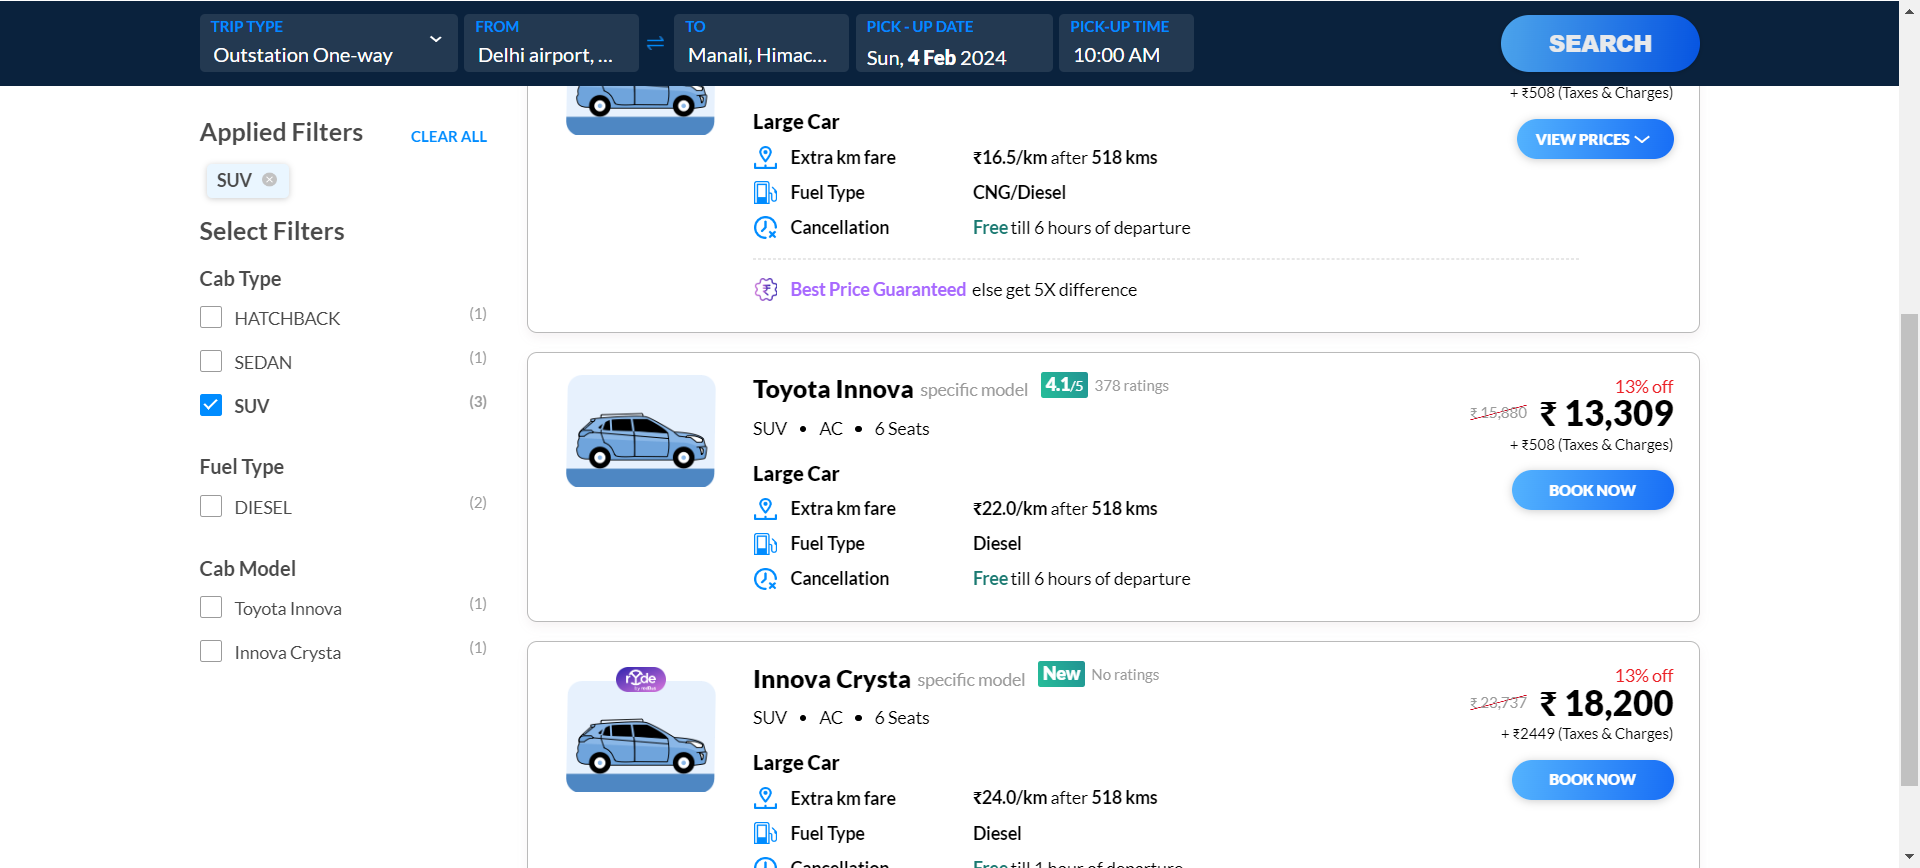 TRIP TYPE
Outstation One-way
FROM
Delhi airport, ...
TO
Manali, Himac...
PICK - UP DATE
Sun, 4 Feb 2024
PICK-UP TIME
10:00 AM
SEARCH
Applied Filters
CLEAR ALL
SUV
Select Filters
Cab Type
HATCHBACK (1)
SEDAN (1)
SUV (3)
Fuel Type
DIESEL (2)
Cab Model
Toyota Innova (1)
Innova Crysta (1)
+ ₹508 (Taxes & Charges)
VIEW PRICES
Large Car
Extra km fare ₹16.5/km after 518 kms
Fuel Type CNG/Diesel
Cancellation Free till 6 hours of departure
Best Price Guaranteed else get 5X difference
Toyota Innova specific model 4.1/5 378 ratings
SUV • AC • 6 Seats
13% off
₹ 15,880 ₹ 13,309
+ ₹508 (Taxes & Charges)
BOOK NOW
Large Car
Extra km fare ₹22.0/km after 518 kms
Fuel Type Diesel
Cancellation Free till 6 hours of departure
ryde
Innova Crysta specific model New No ratings
SUV • AC • 6 Seats
13% off
₹ 23,737 ₹ 18,200
+ ₹2449 (Taxes & Charges)
BOOK NOW
Large Car
Extra km fare ₹24.0/km after 518 kms
Fuel Type Diesel
Cancellation Free till 1 hour of departure